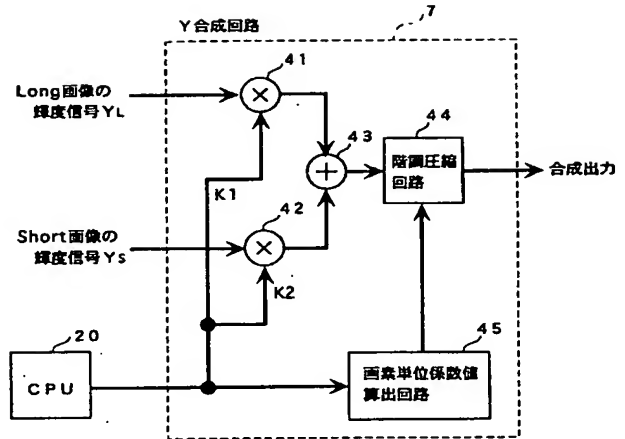 Y合成回路
7
Long画像の
輝度信号YL
41
×
43
+
44
階調圧縮
回路
合成出力
K1
42
Short画像の
輝度信号YS
×
K2
20
CPU
45
画素単位係数値
算出回路